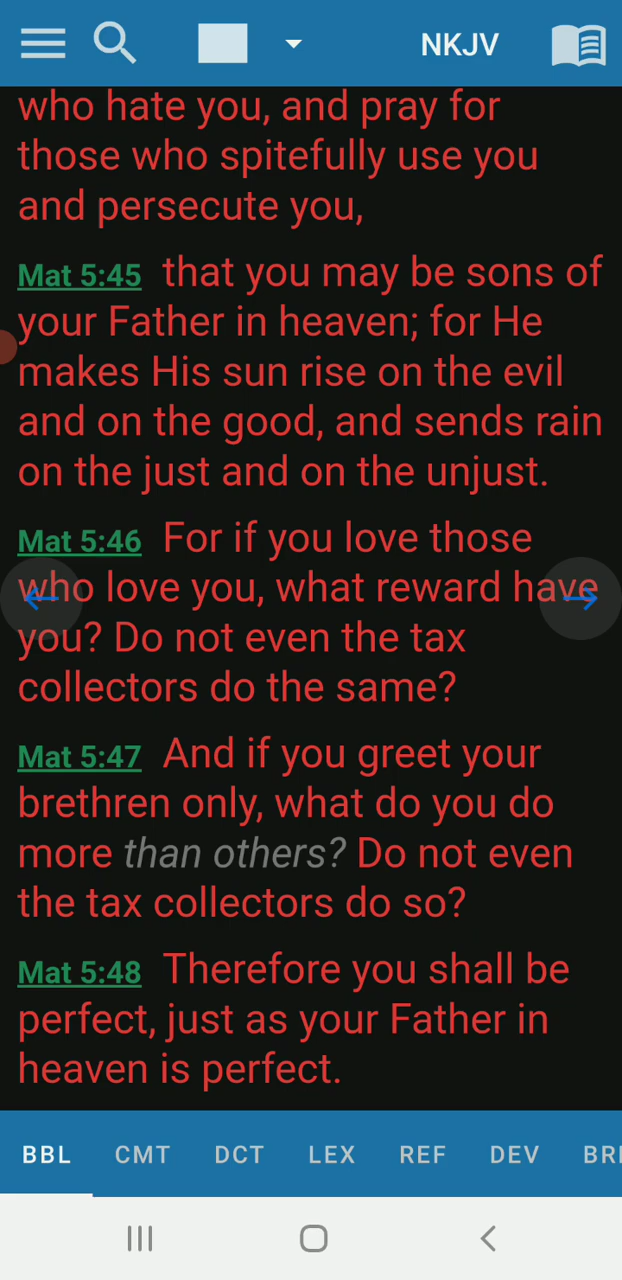 NKJV
who hate you, and pray for
those who spitefully use you
and persecute you,
Mat 5:45 that you may be sons of
your Father in heaven; for He
makes His sun rise on the evil
and on the good, and sends rain
on the just and on the unjust.
Mat 5:46 For if you love those
who love you, what reward have
you? Do not even the tax
collectors do the same?
Mat 5:47 And if you greet your
brethren only, what do you do
more than others? Do not even
the tax collectors do so?
Mat 5:48 Therefore you shall be
perfect, just as your Father in
heaven is perfect.
BBL CMT DCT LEX REF DEV BRI